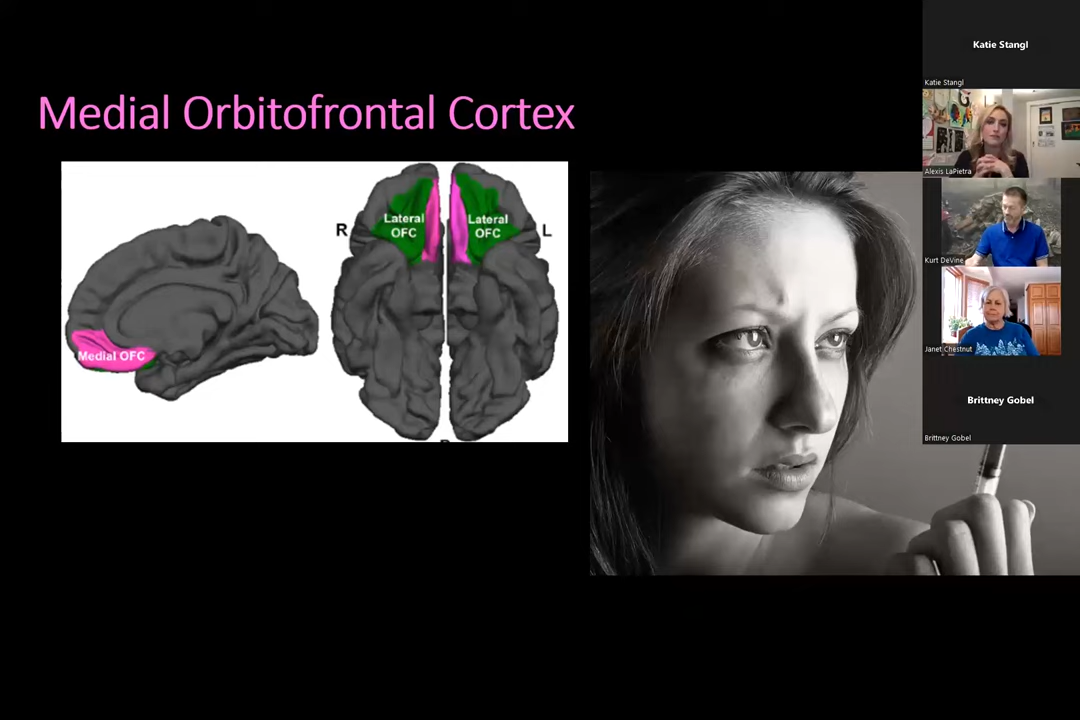 Medial Orbitofrontal Cortex
Medial OFC
R
Lateral
OFC
Lateral
OFC
L
Katie Stangl
Katie Stangl
Alexis LaPietra
Kurt DeVine
Janet Chestnut
Brittney Gobel
Brittney Gobel